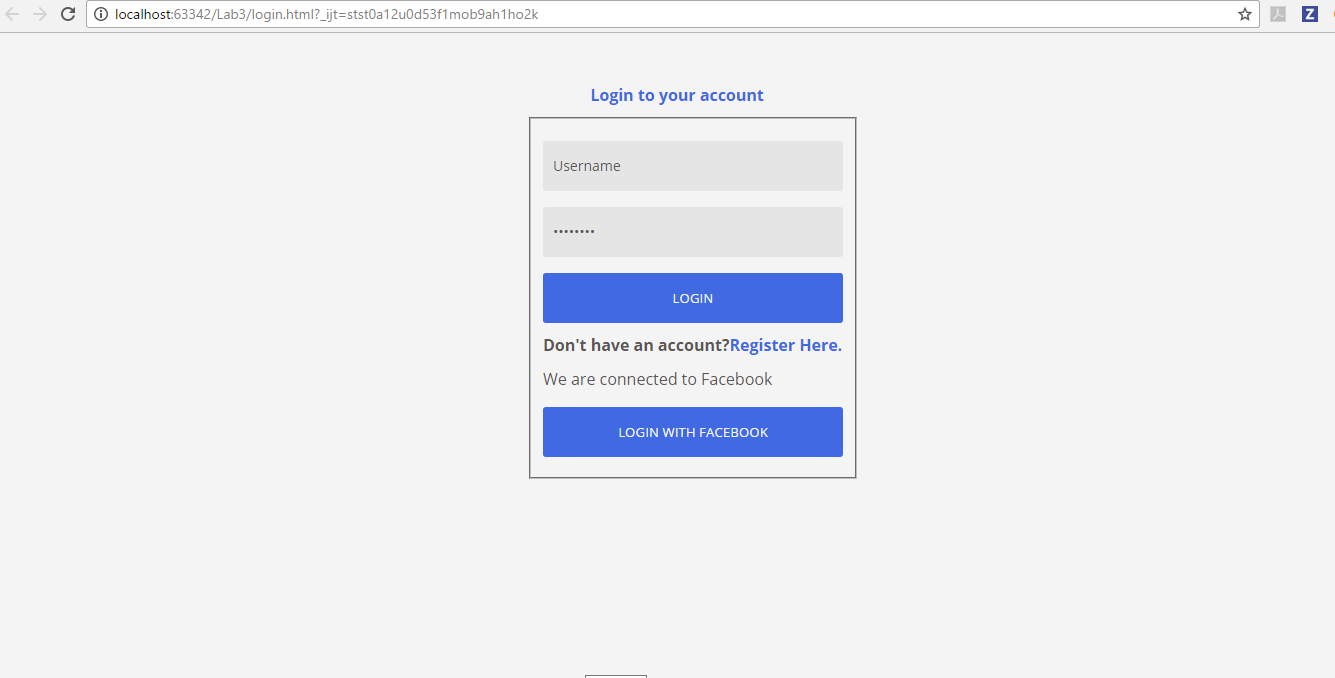 localhost:63342/Lab3/login.html?_ijt=stst0a12u0d53f1mob9ah1ho2k
Z
Login to your account
Username
••••••••
LOGIN
Don't have an account?Register Here.
We are connected to Facebook
LOGIN WITH FACEBOOK